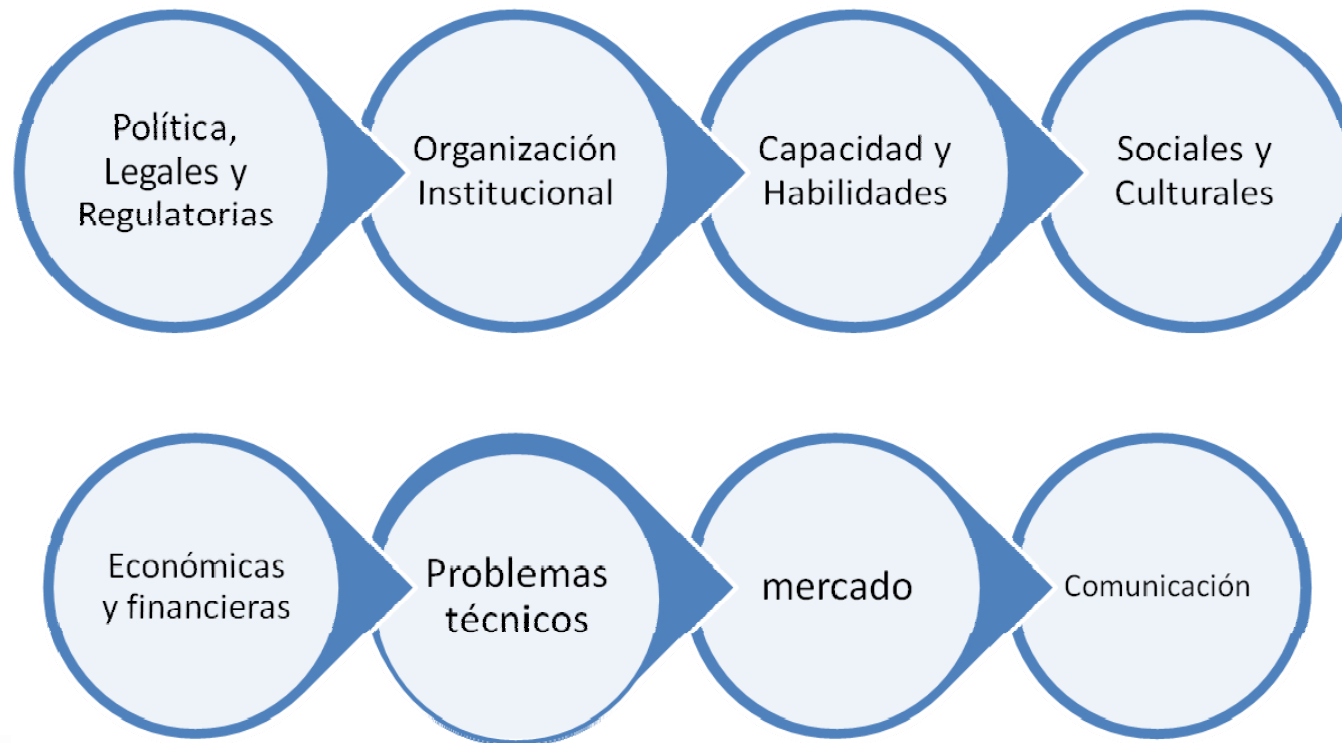 Política,
Legales y
Regulatorias
Organización
Institucional
Capacidad y
Habilidades
Sociales y
Culturales
Económicas
y financieras
Problemas
técnicos
mercado
Comunicación